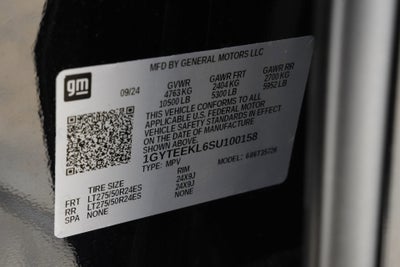 gm
MFD BY GENERAL MOTORS LLC
09/24 GVWR GAWR FRT GAWR RR
4763 KG 2404 KG 2700 KG
10500 LB 5300 LB 5952 LB
THIS VEHICLE CONFORMS TO ALL
APPLICABLE U.S. FEDERAL MOTOR
VEHICLE SAFETY STANDARDS IN EFFECT
ON THE DATE OF MANUFACTURE
SHOWN ABOVE.
1GYTEEKL6SU100158
TYPE: MPV MODEL:
TIRE SIZE RIM
FRT LT275/50R24ES 24X9J
RR LT275/50R24ES 24X9J
SPA NONE NONE